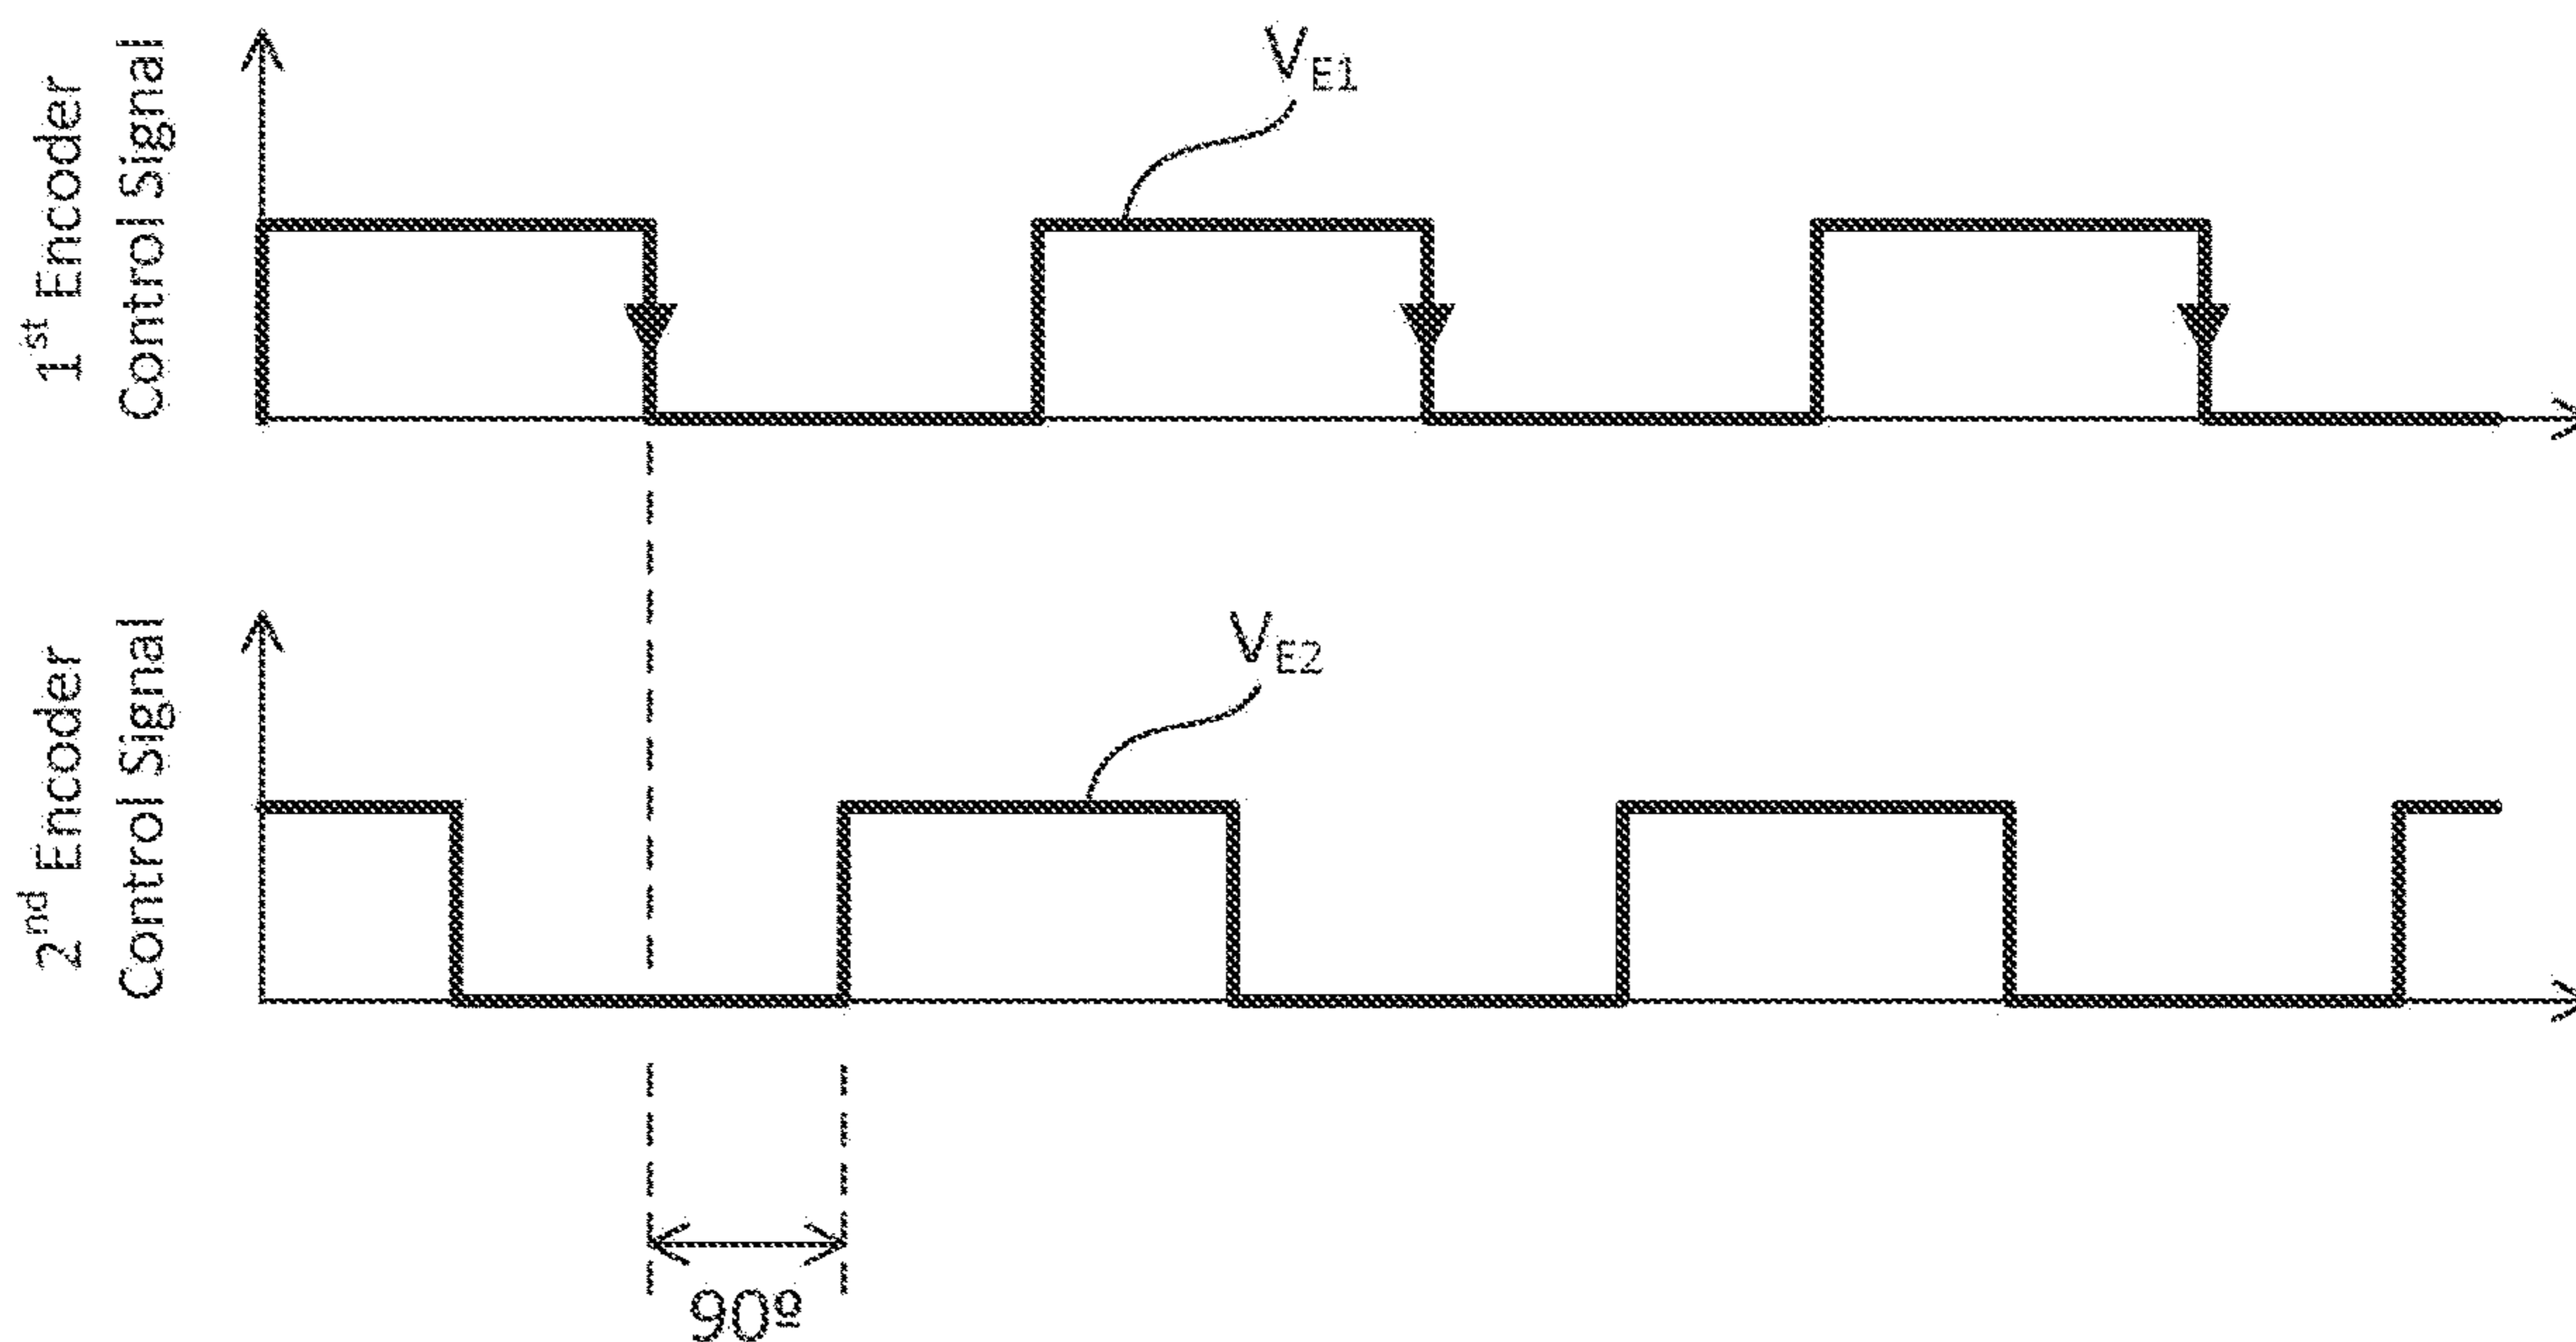 1st Encoder
Control Signal
VE1
2nd Encoder
Control Signal
VE2
90º